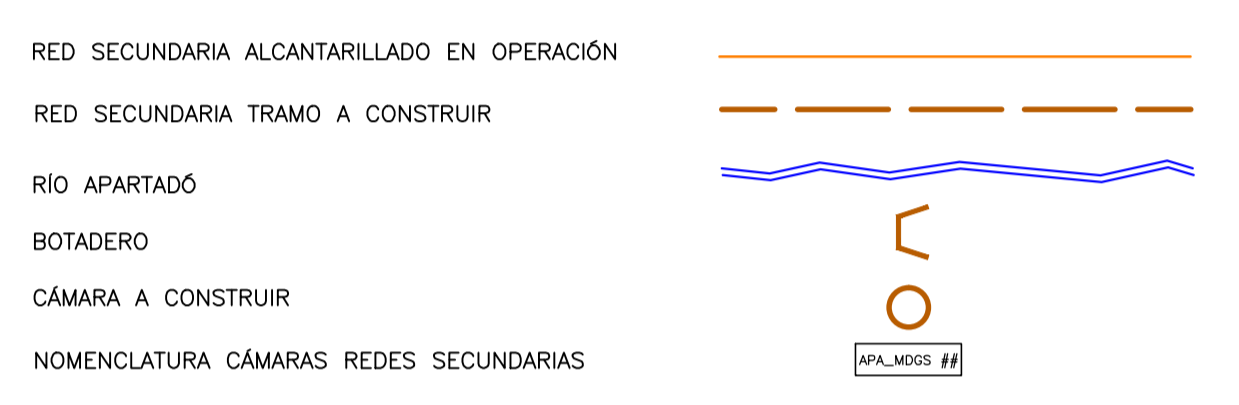 RED SECUNDARIA ALCANTARILLADO EN OPERACIÓN
RED SECUNDARIA TRAMO A CONSTRUIR
RÍO APARTADÓ
BOTADERO
CÁMARA A CONSTRUIR
NOMENCLATURA CÁMARAS REDES SECUNDARIAS
APA_MDGS ##